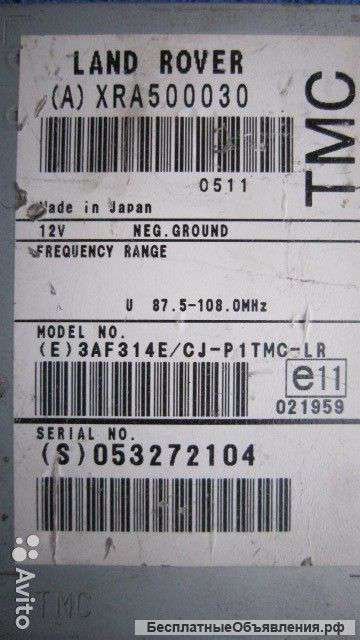 LAND ROVER
TMC
(A) XRA500030
0511
Made in Japan
12V NEG.GROUND
FREQUENCY RANGE
U 87.5-108.0MHz
MODEL NO.
(E)3AF314E/CJ-P1TMC-LR
e11
021959
SERIAL NO.
(S)053272104
TMC
Avito
БесплатныеОбъявления.рф